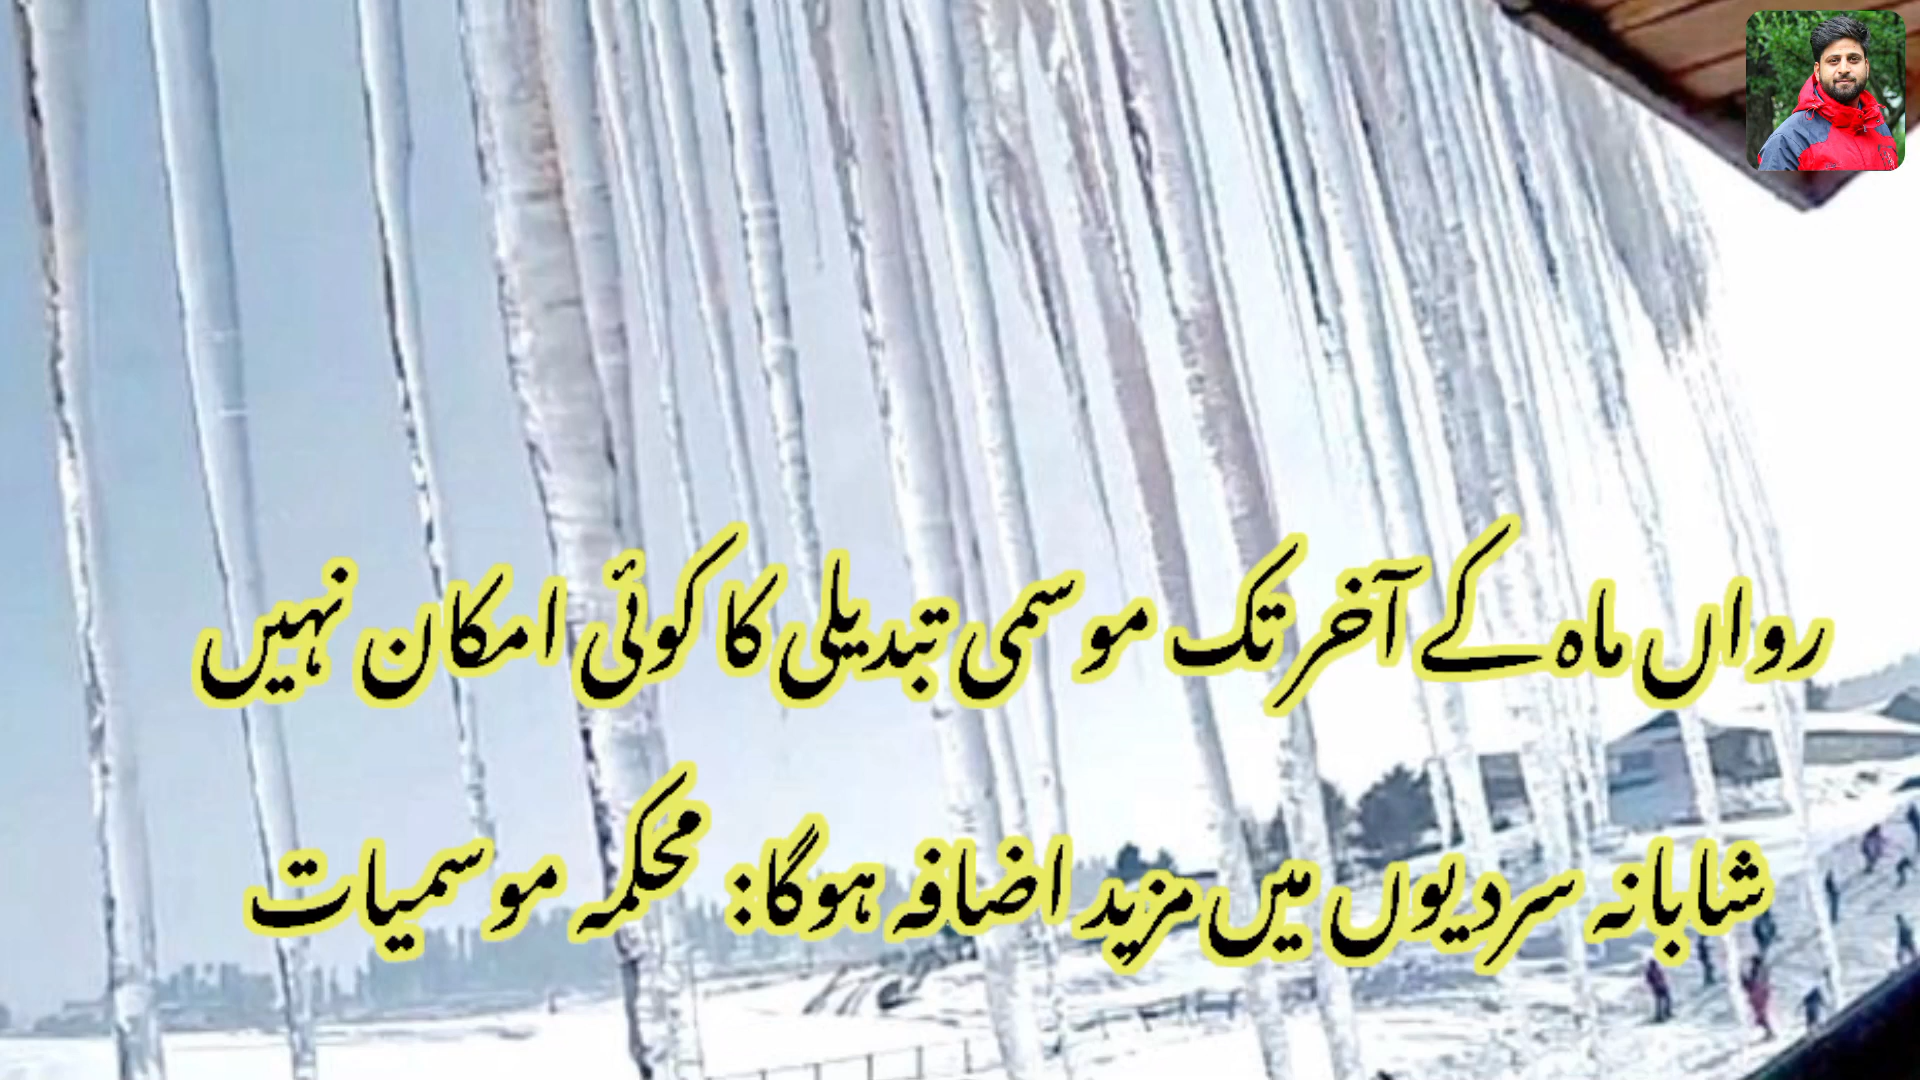 رواں ماہ کے آخر تک موسمی تبدیلی کا کوئی امکان نہیں
شابانہ سردیوں میں مزید اضافہ ہوگا: محکمہ موسمیات